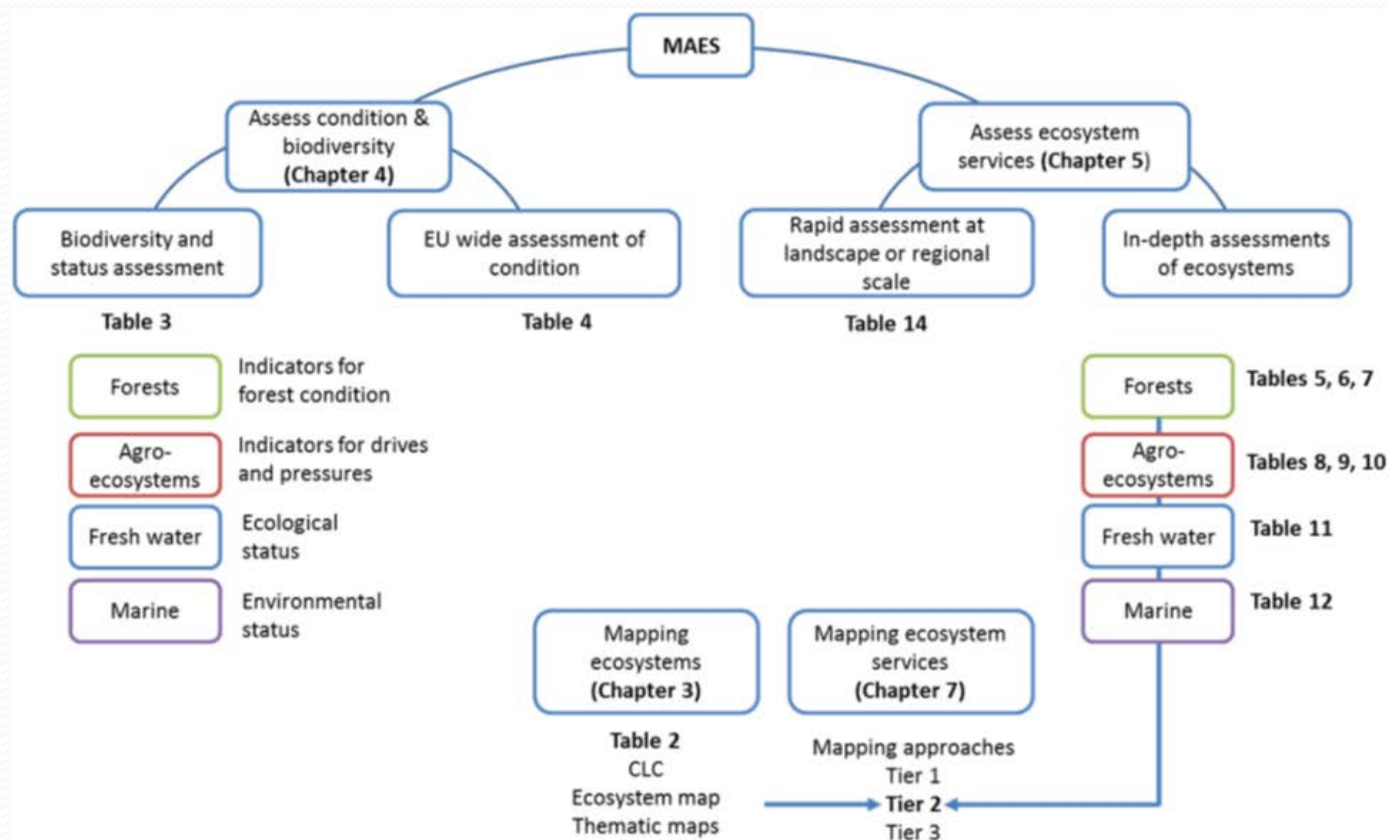 MAES
Assess condition &
biodiversity
(Chapter 4)
Assess ecosystem
services (Chapter 5)
Biodiversity and
status assessment
EU wide assessment of
condition
Rapid assessment at
landscape or regional
scale
In-depth assessments
of ecosystems
Table 3
Table 4
Table 14
Forests
Indicators for
forest condition
Agro-
ecosystems
Indicators for drives
and pressures
Fresh water
Ecological
status
Marine
Environmental
status
Forests
Tables 5, 6, 7
Agro-
ecosystems
Tables 8, 9, 10
Fresh water
Table 11
Marine
Table 12
Mapping
ecosystems
(Chapter 3)
Table 2
CLC
Ecosystem map
Thematic maps
Mapping ecosystem
services
(Chapter 7)
Mapping approaches
Tier 1
Tier 2
Tier 3